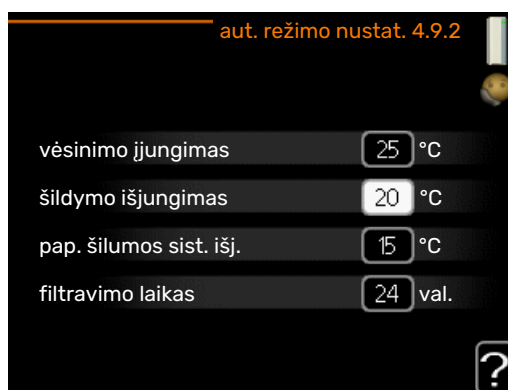 aut. režimo nustat. 4.9.2
vėsinimo įjungimas 25 °C
šildymo išjungimas 20 °C
pap. šilumos sist. išj. 15 °C
filtravimo laikas 24 val.
?